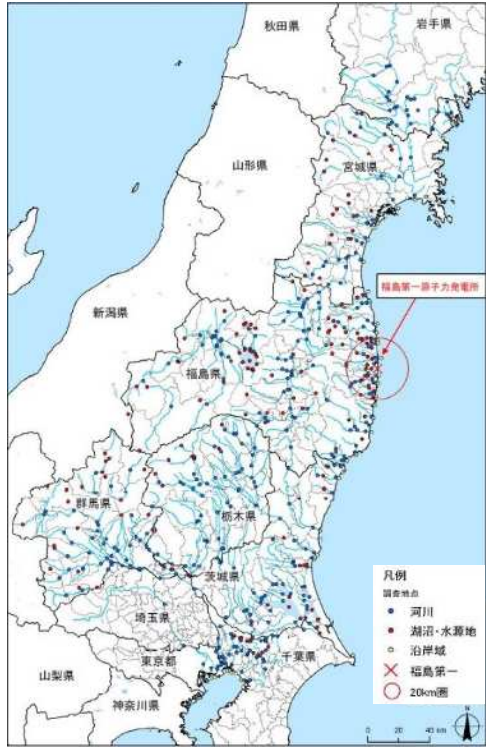 秋田県
岩手県
山形県
宮城県
福島第一原子力発電所
新潟県
福島県
群馬県
栃木県
茨城県
埼玉県
東京都
千葉県
山梨県
神奈川県
凡例
調査地点
河川
湖沼・水源地
沿岸域
福島第一
20km圏
0 20 40 km
N